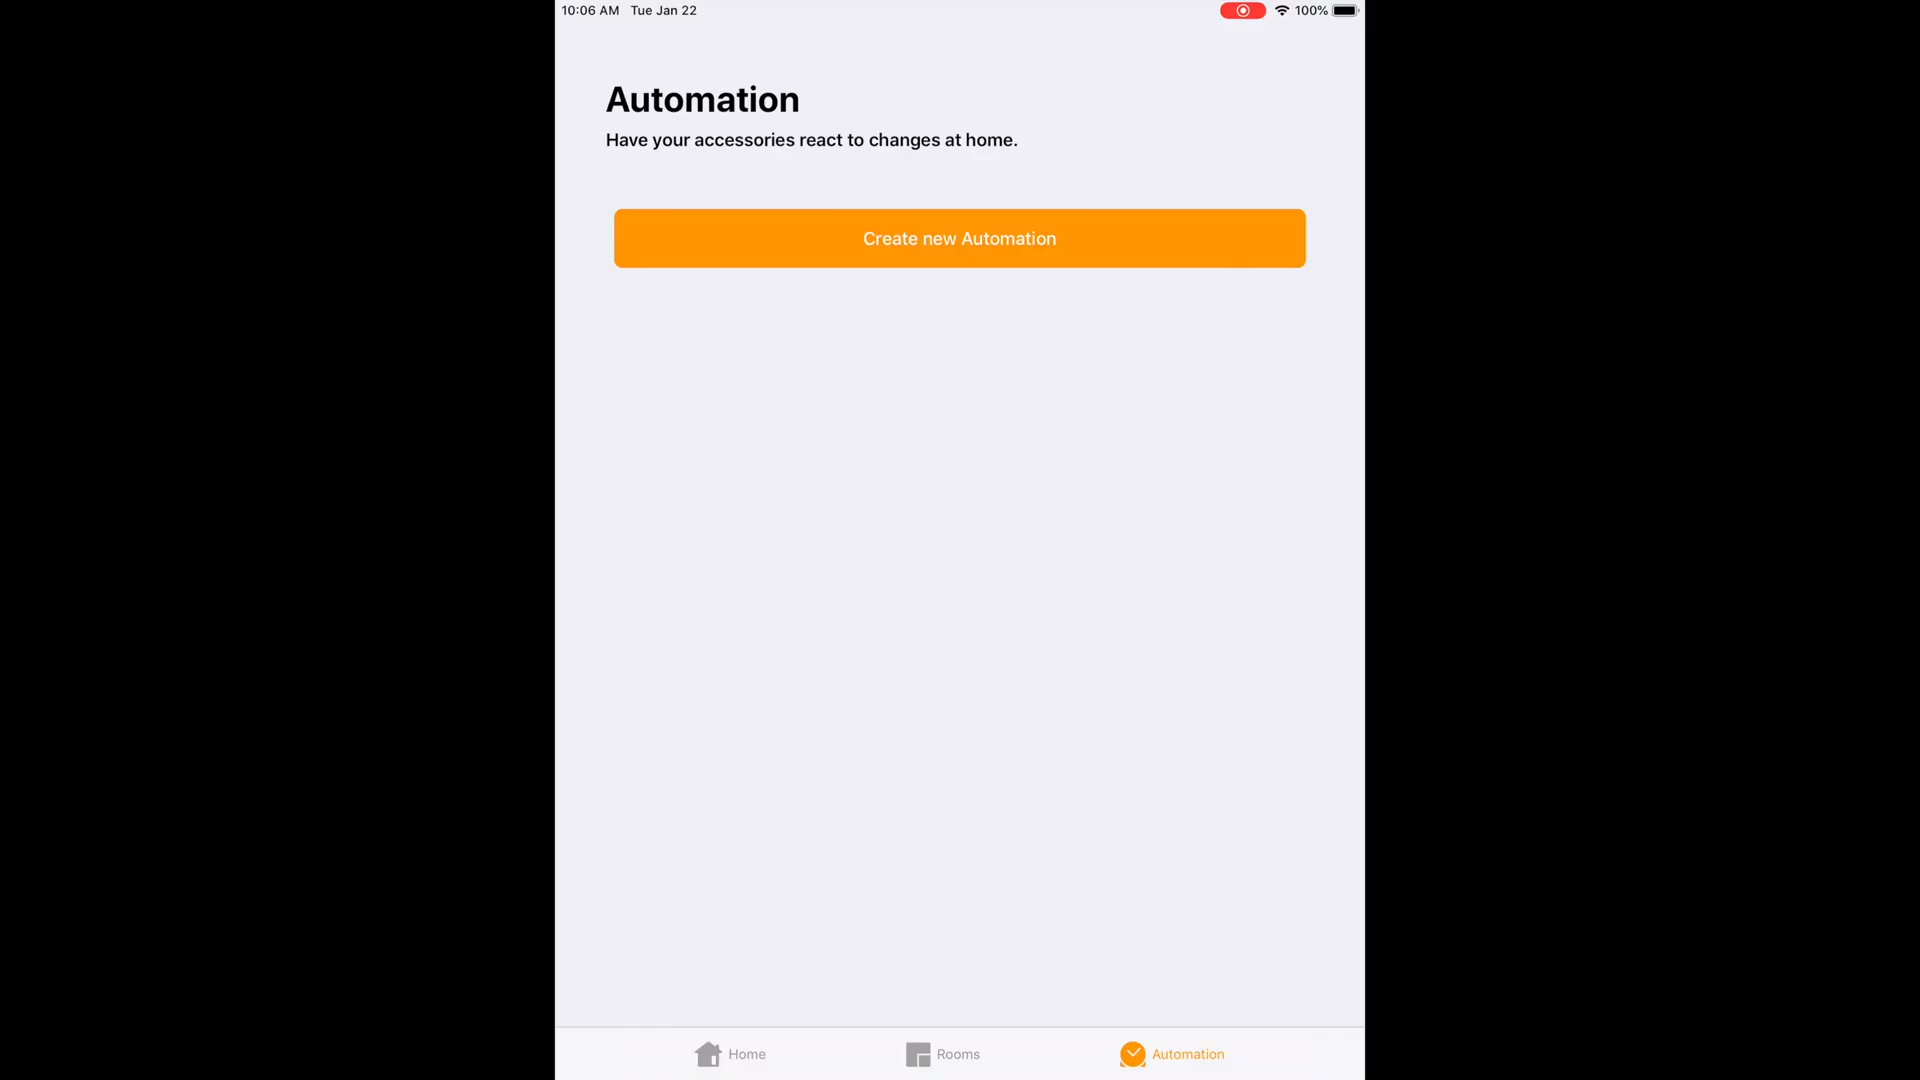 10:06 AM Tue Jan 22
100%
Automation
Have your accessories react to changes at home.
Create new Automation
Home
Rooms
Automation